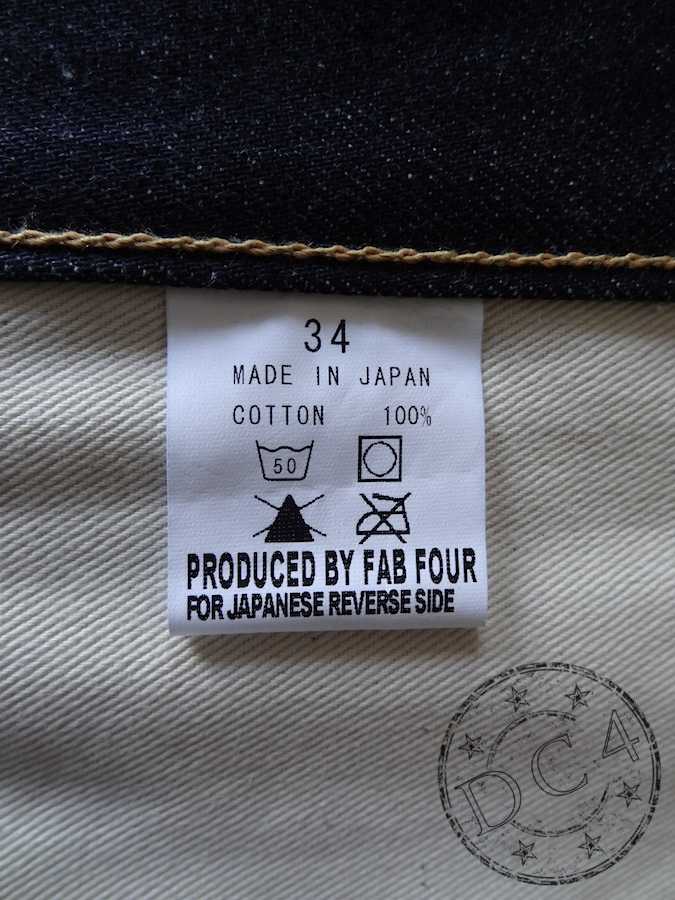 34
MADE IN JAPAN
COTTON 100%
50
PRODUCED BY FAB FOUR
FOR JAPANESE REVERSE SIDE
DC4